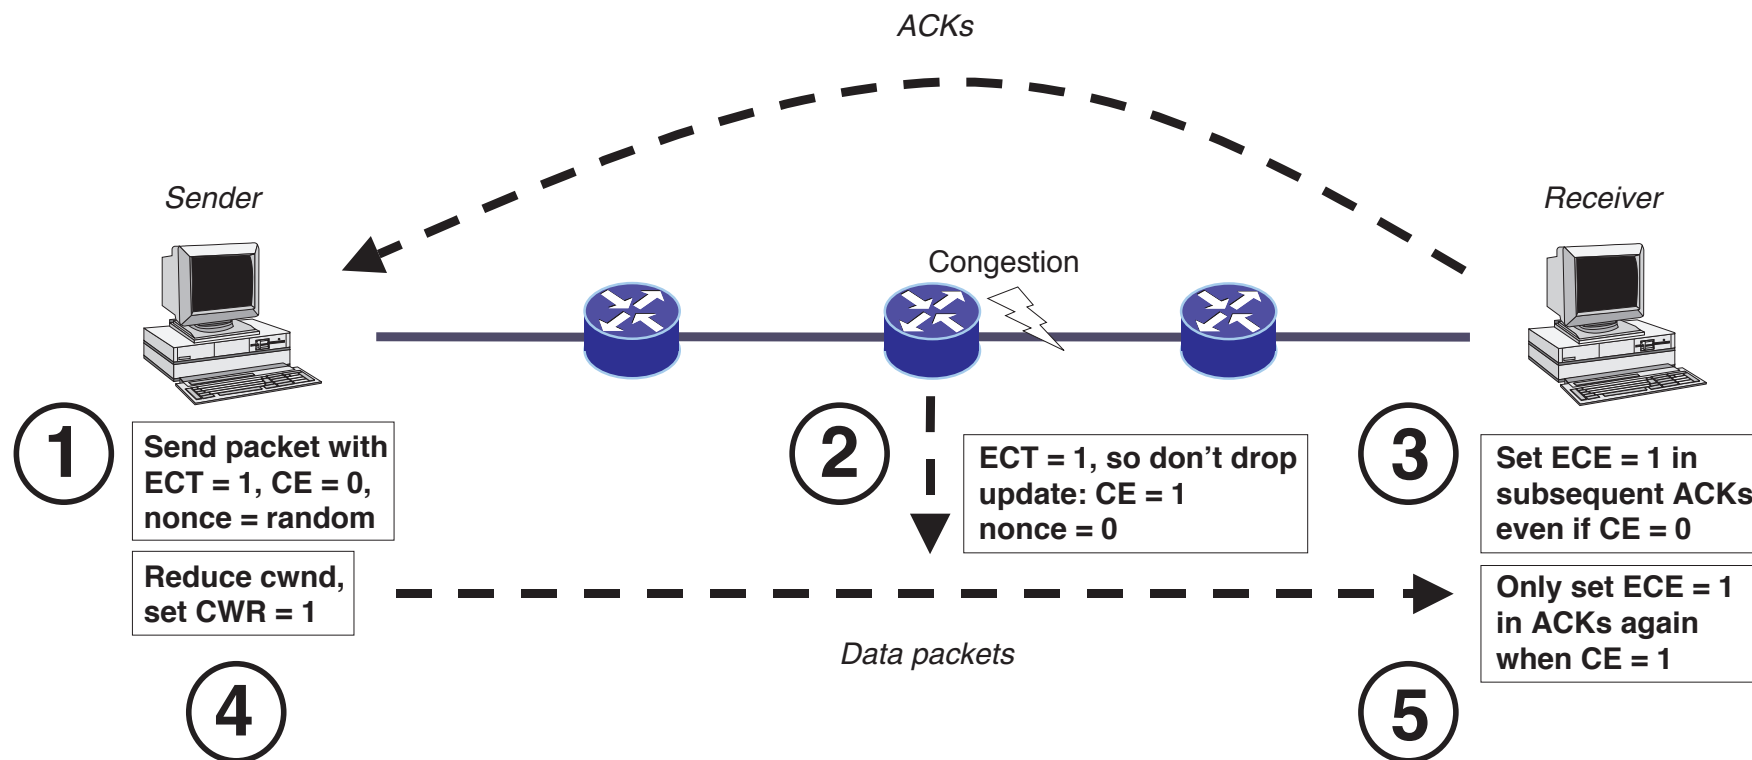 ACKs
Sender
Receiver
Congestion
1
Send packet with
ECT = 1, CE = 0,
nonce = random
2
ECT = 1, so don’t drop
update: CE = 1
nonce = 0
3
Set ECE = 1 in
subsequent ACKs
even if CE = 0
Reduce cwnd,
set CWR = 1
4
Data packets
Only set ECE = 1
in ACKs again
when CE = 1
5